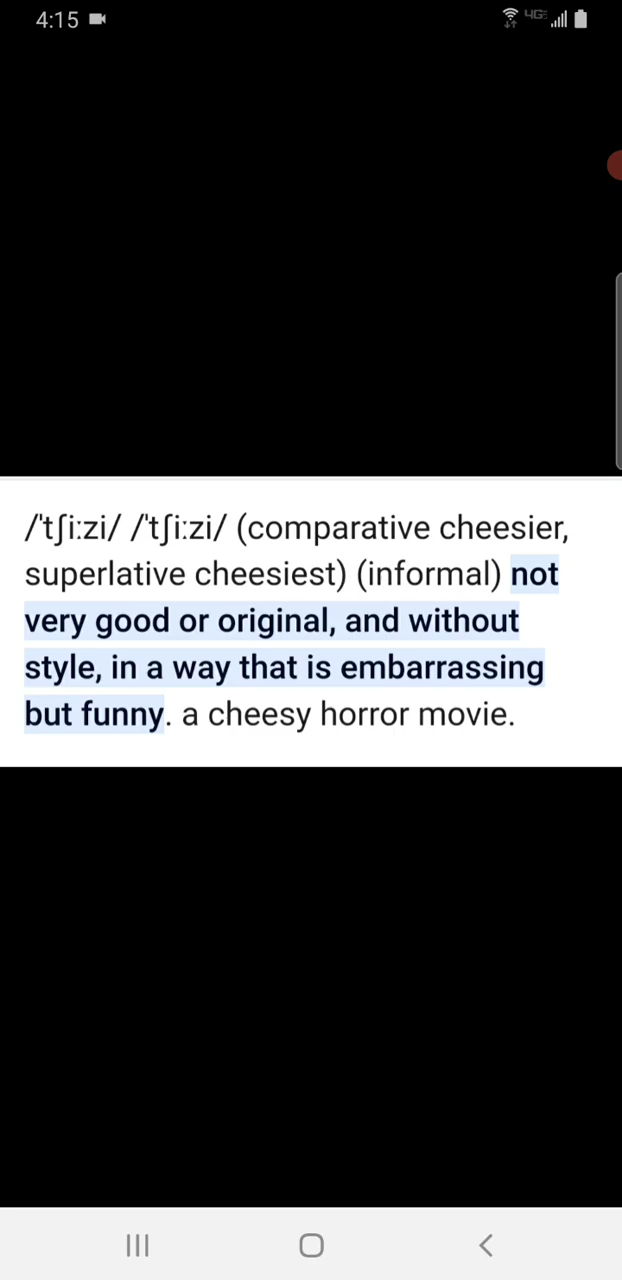 4:15
4G
/ˈtʃiːzi/ /ˈtʃiːzi/ (comparative cheesier,
superlative cheesiest) (informal) not
very good or original, and without
style, in a way that is embarrassing
but funny. a cheesy horror movie.